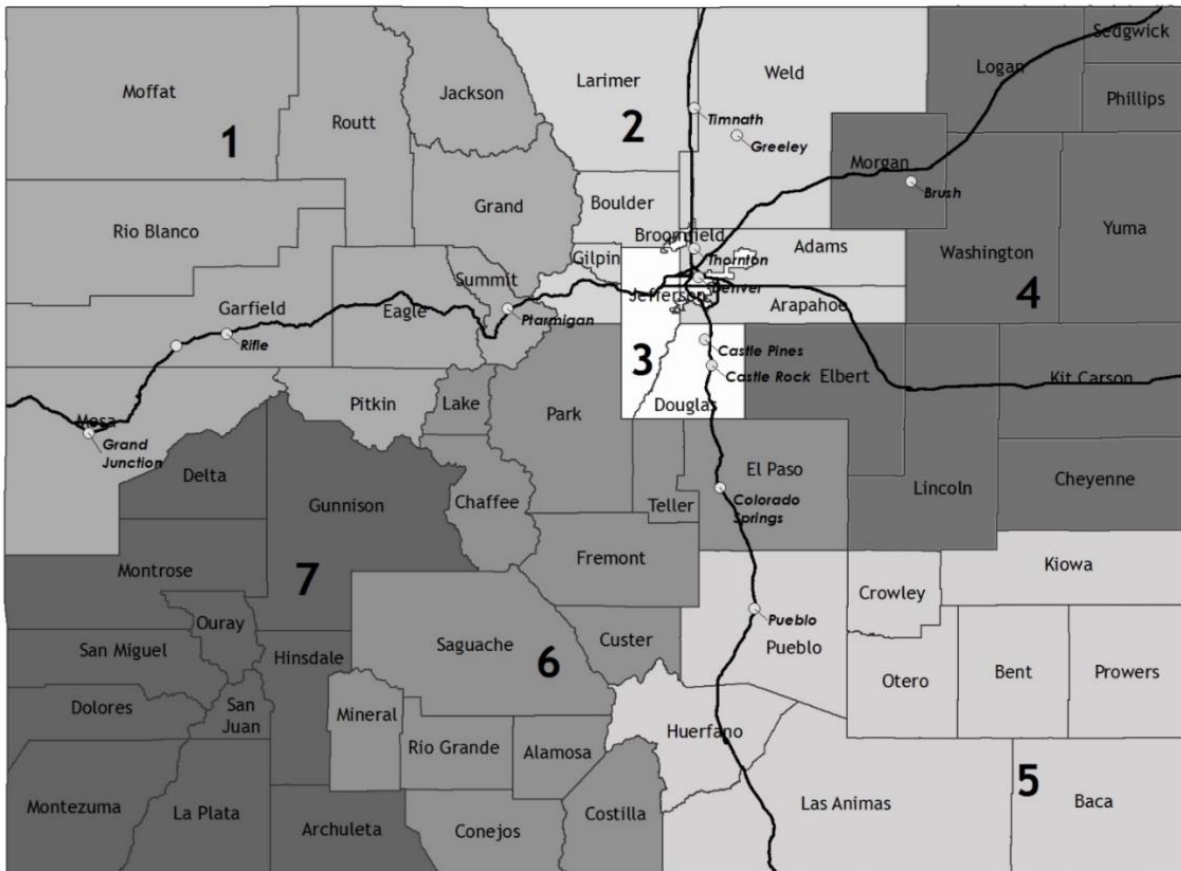 Sedgwick
Logan
Moffat
Jackson
Larimer
Weld
Phillips
Routt
Timnath
Greeley
1
2
Morgan
Brush
Grand
Boulder
Rio Blanco
Yuma
Broomfield
Adams
Washington
Gilpin
Thornton
Summit
Denver
4
Jefferson
Arapahoe
Garfield
Eagle
Ptarmigan
Rifle
Castle Pines
3
Castle Rock
Elbert
Kit Carson
Pitkin
Lake
Park
Douglas
Mesa
Grand
Junction
Delta
El Paso
Cheyenne
Lincoln
Gunnison
Chaffee
Teller
Colorado
Springs
Fremont
Kiowa
Montrose
7
Crowley
Pueblo
Ouray
Custer
Pueblo
San Miguel
Hinsdale
Saguache
6
Otero
Bent
Prowers
Dolores
San
Juan
Mineral
Huerfano
Rio Grande
Alamosa
5
Montezuma
La Plata
Costilla
Las Animas
Baca
Archuleta
Conejos